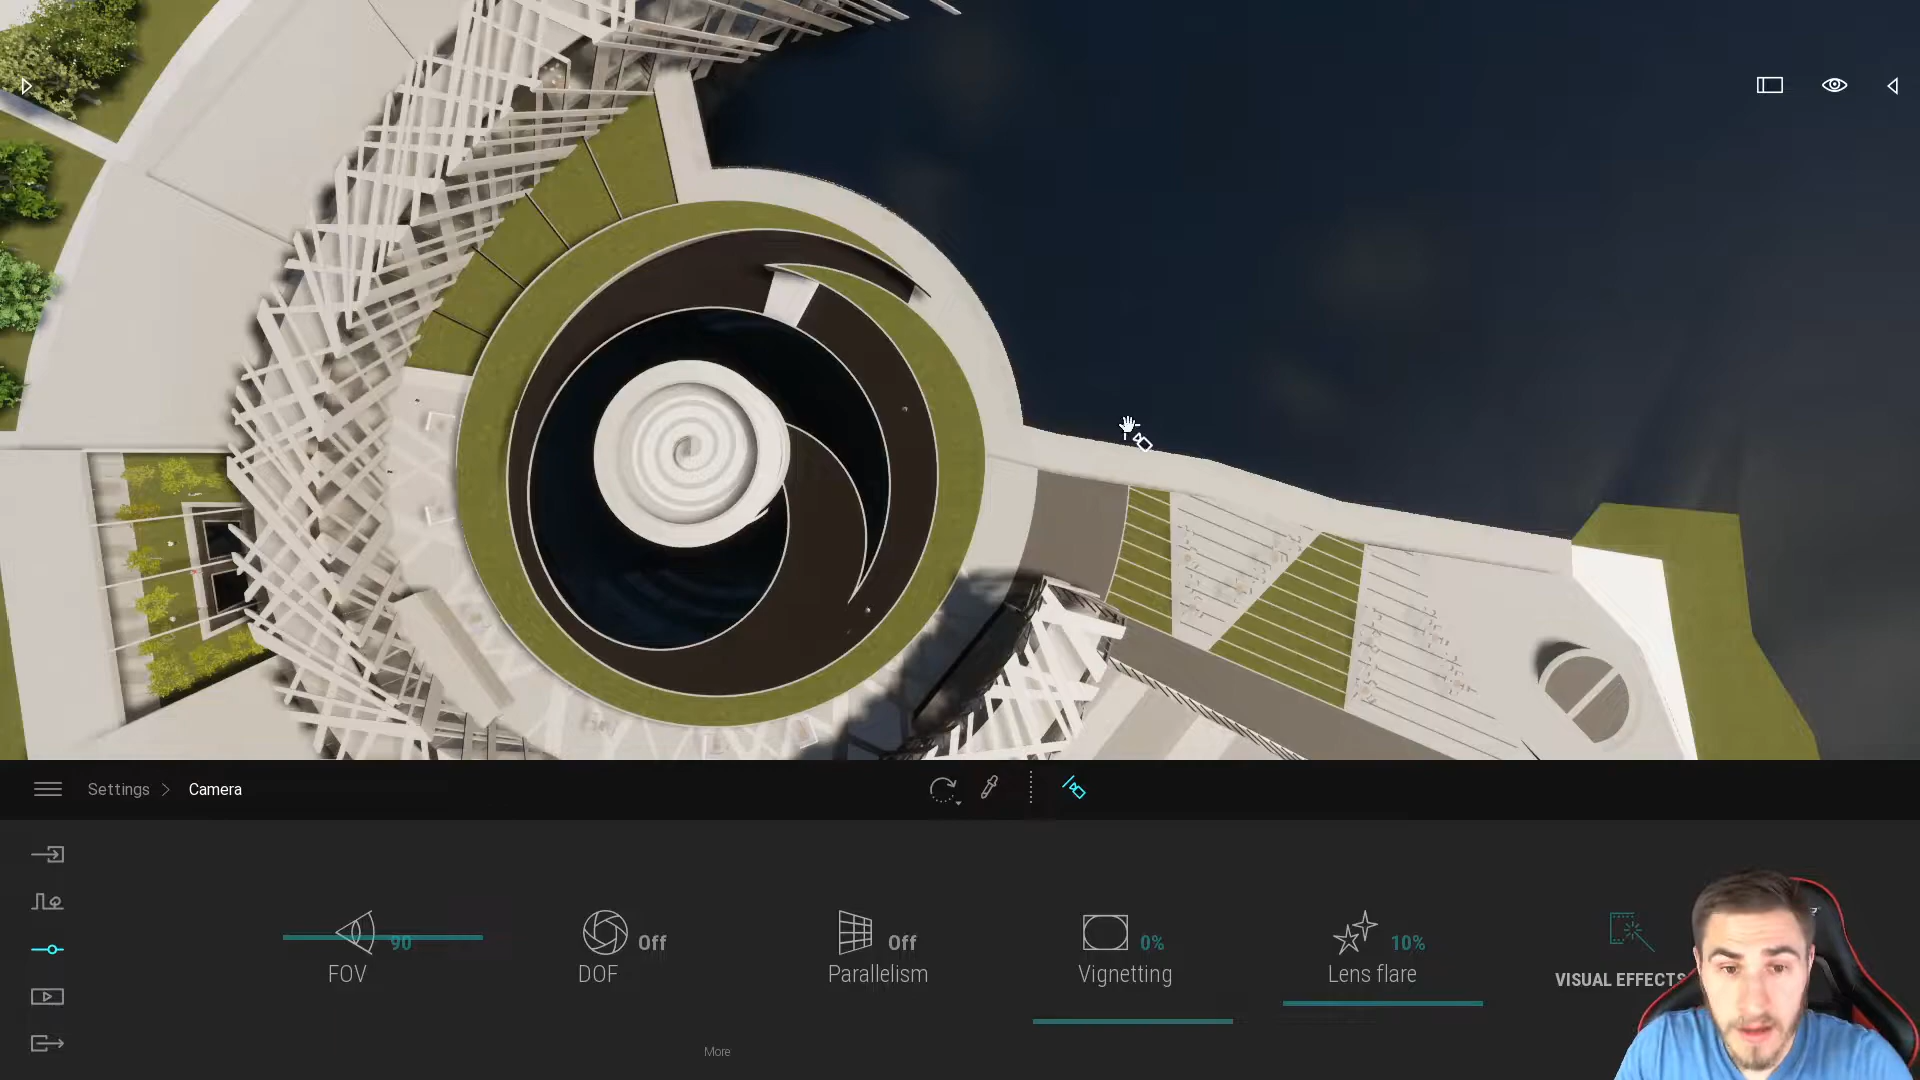 Settings > Camera
90
FOV
Off
DOF
Off
Parallelism
0%
Vignetting
10%
Lens flare
VISUAL EFFECTS
More